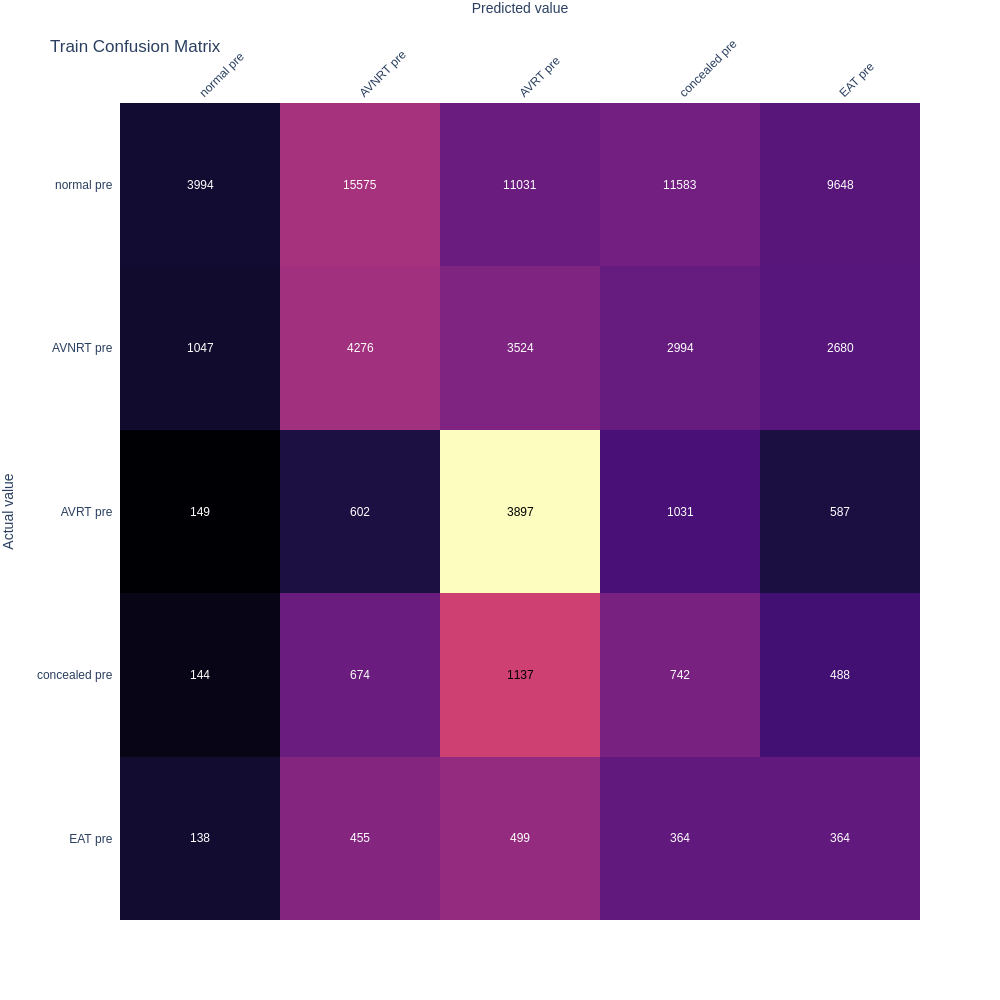 Predicted value
Train Confusion Matrix
normal pre
AVNRT pre
AVRT pre
concealed pre
EAT pre
normal pre 3994 15575 11031 11583 9648
AVNRT pre 1047 4276 3524 2994 2680
Actual value
AVRT pre 149 602 3897 1031 587
concealed pre 144 674 1137 742 488
EAT pre 138 455 499 364 364